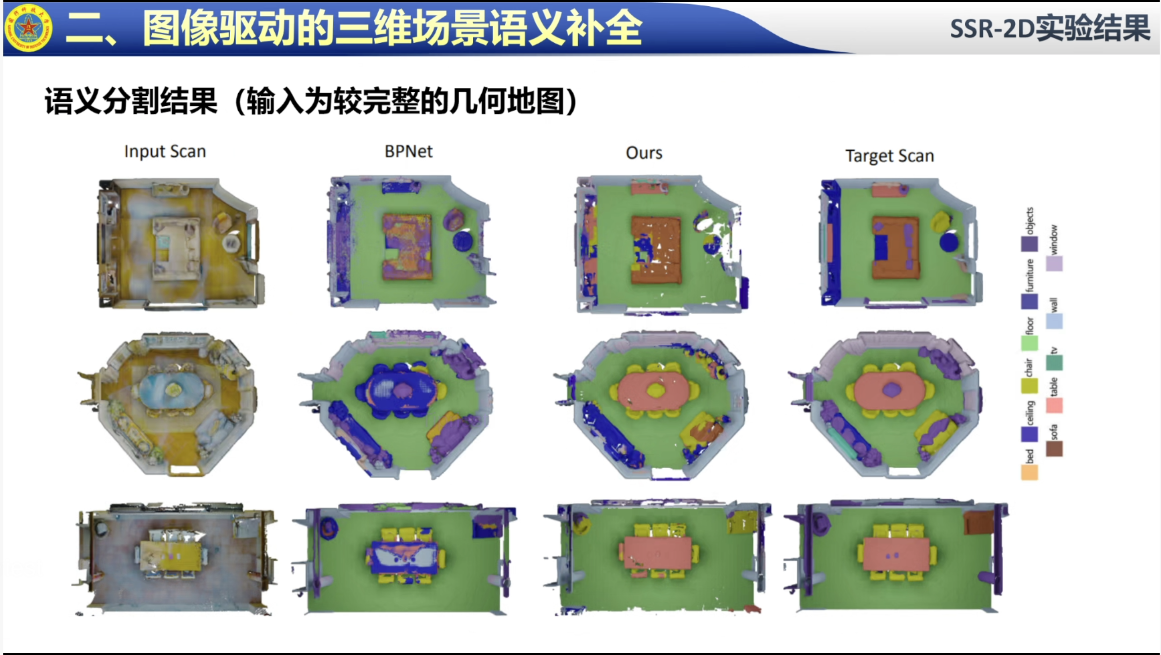 二、图像驱动的三维场景语义补全
SSR-2D实验结果
语义分割结果（输入为较完整的几何地图）
Input Scan
BPNet
Ours
Target Scan
bed
ceiling
chair
floor
furniture
objects
sofa
table
tv
wall
window